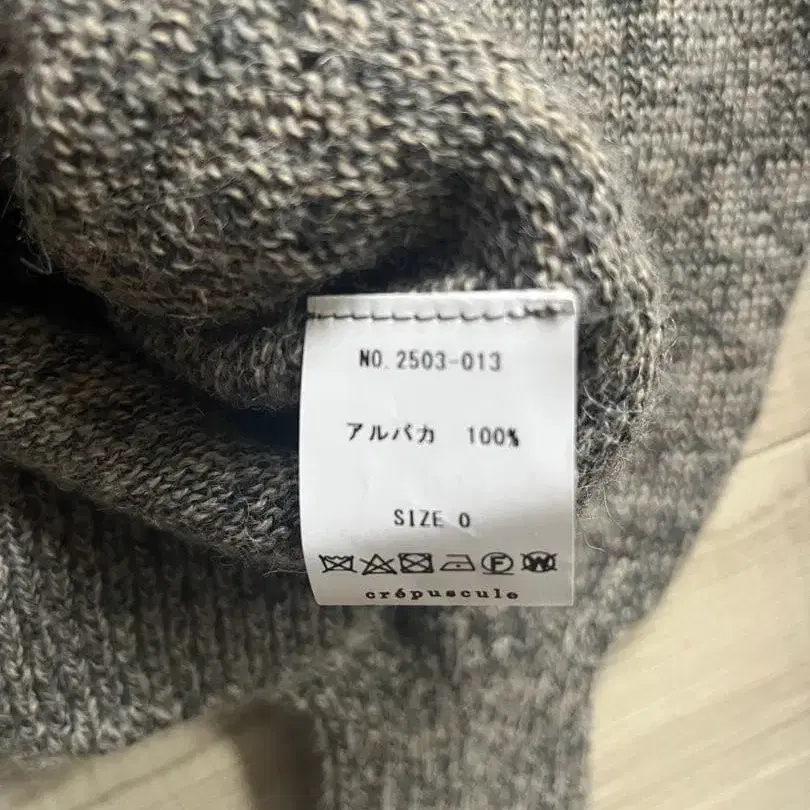 NO. 2503-013
アルパカ 100%
SIZE 0
F W
crépuscule